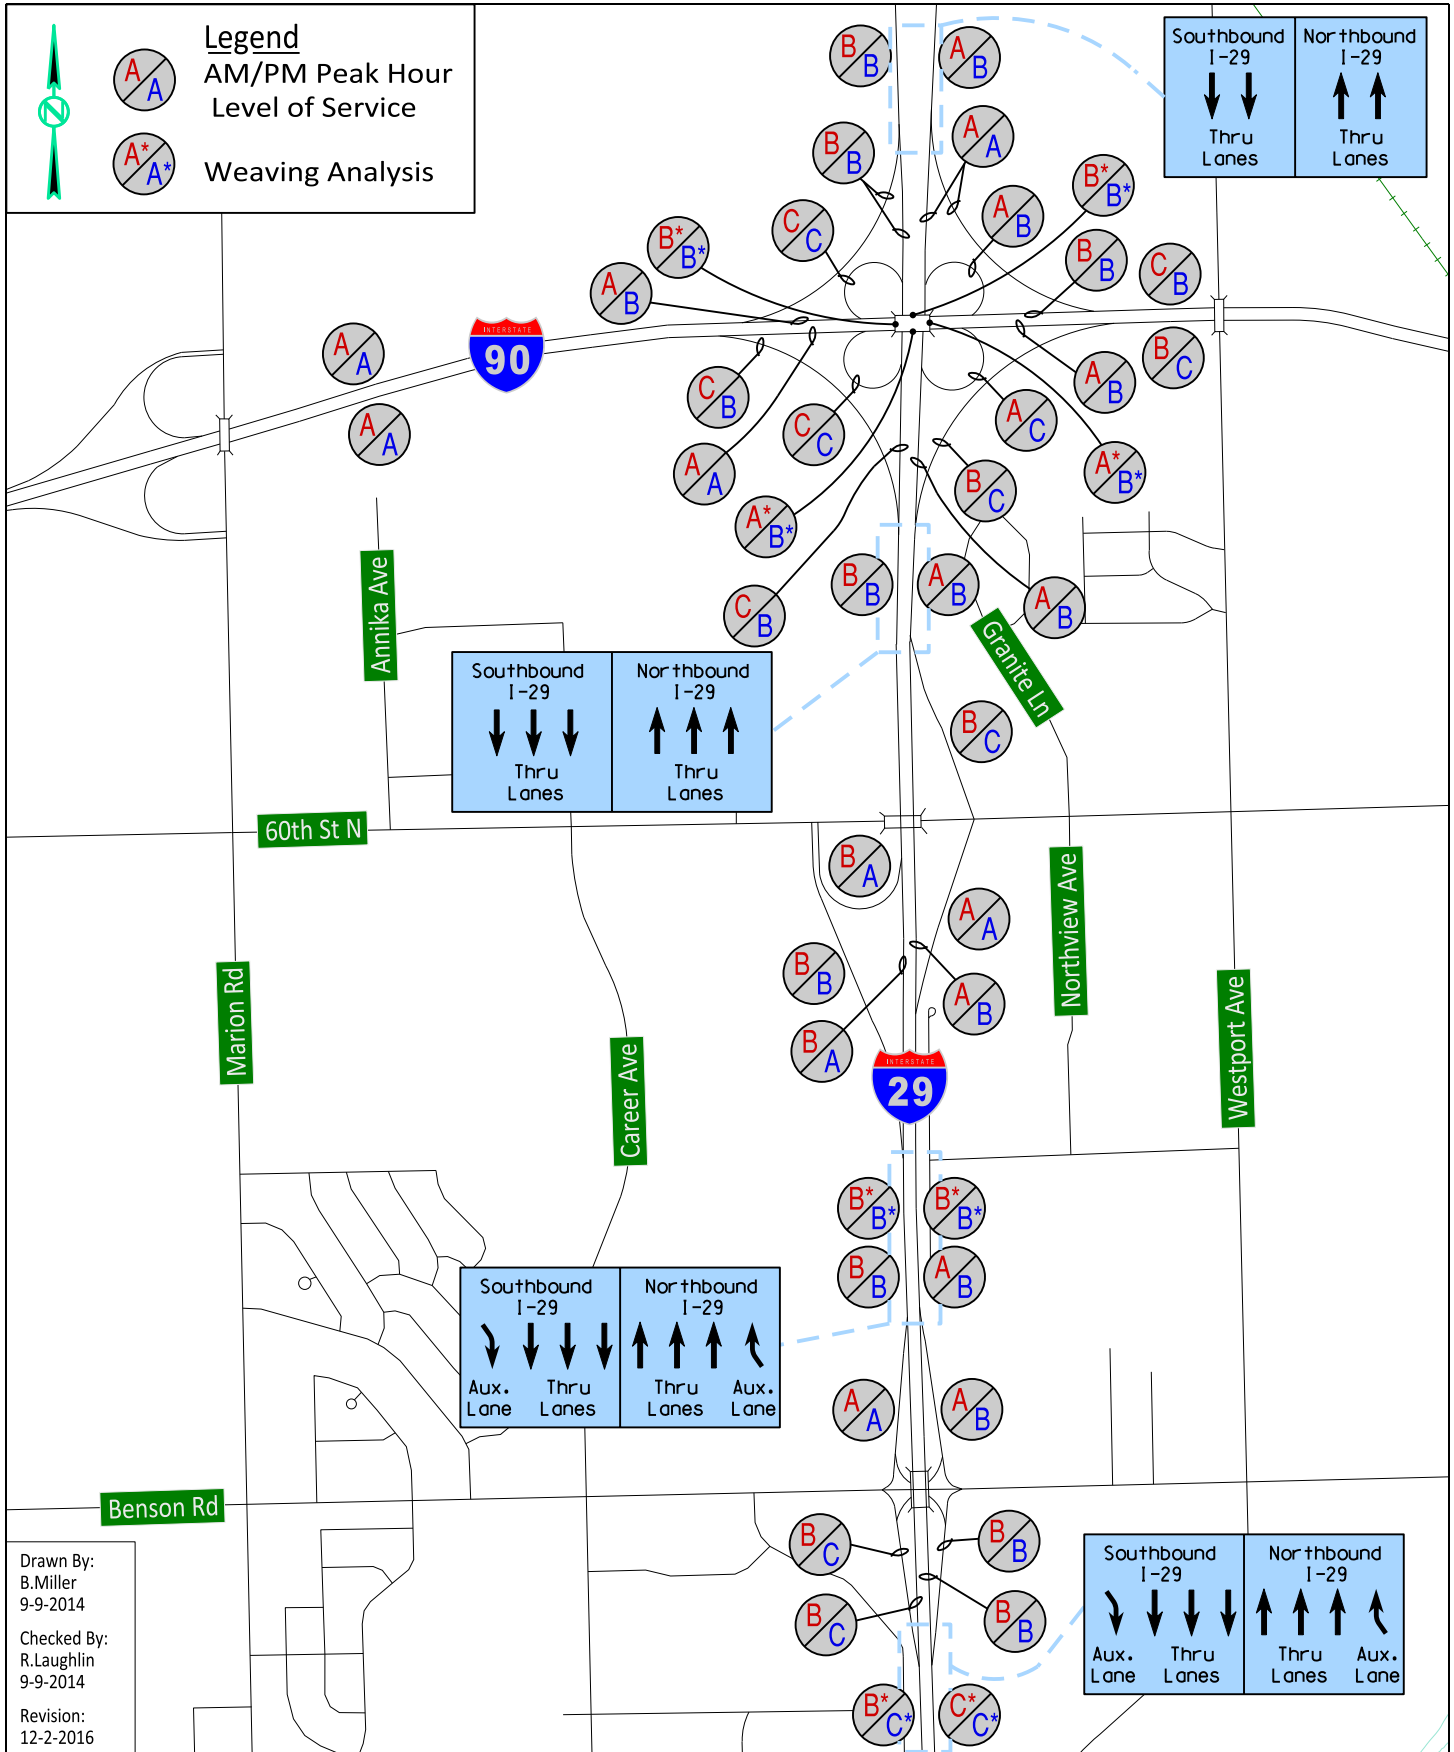 Legend
A A
AM/PM Peak Hour
Level of Service
A* A*
Weaving Analysis
B B
A B
Southbound
I-29
Thru
Lanes
Northbound
I-29
Thru
Lanes
B B
A A
B* B*
C C
A B
B* B*
B B
C B
A B
A A
INTERSTATE
90
A A
C B
C C
A C
A B
B C
A A
A* B*
B C
A* B*
C B
B B
A B
A B
Annika Ave
Granite Ln
Southbound
I-29
Thru
Lanes
Northbound
I-29
Thru
Lanes
B C
60th St N
B A
A A
Northview Ave
B B
A B
B A
Marion Rd
Career Ave
Westport Ave
INTERSTATE
29
B* B*
B* B*
B B
A B
Southbound
I-29
Aux.
Lane
Thru
Lanes
Northbound
I-29
Thru
Lanes
Aux.
Lane
A A
A B
Benson Rd
B C
B B
B C
B B
Southbound
I-29
Aux.
Lane
Thru
Lanes
Northbound
I-29
Thru
Lanes
Aux.
Lane
B* C*
C* C*
Drawn By:
B.Miller
9-9-2014
Checked By:
R.Laughlin
9-9-2014
Revision:
12-2-2016